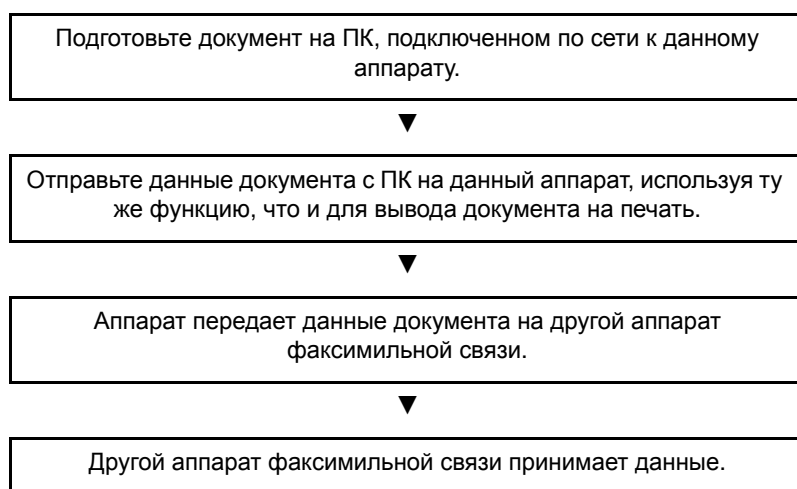 Подготовьте документ на ПК, подключенном по сети к данному
аппарату.
▼
Отправьте данные документа с ПК на данный аппарат, используя ту
же функцию, что и для вывода документа на печать.
▼
Аппарат передает данные документа на другой аппарат
факсимильной связи.
▼
Другой аппарат факсимильной связи принимает данные.